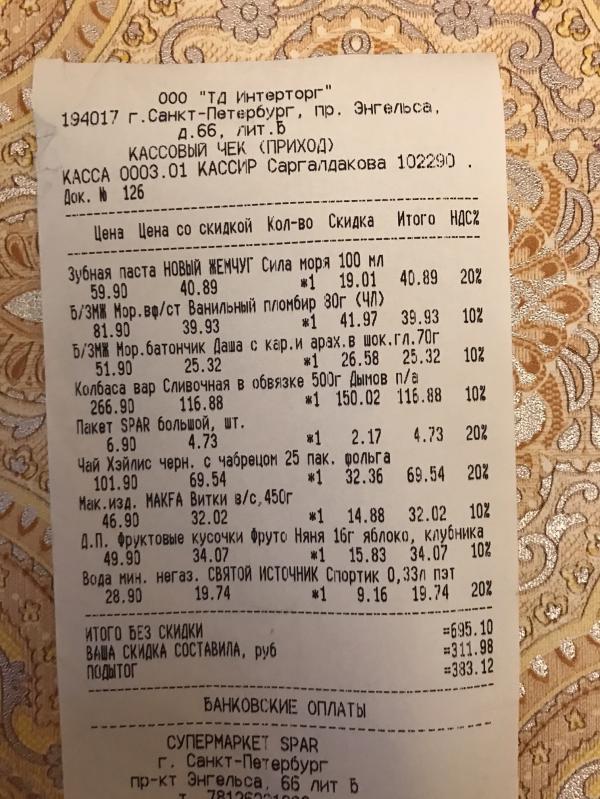 ООО "ТД Интерторг"
194017 г.Санкт-Петербург, пр. Энгельса,
д.66, лит.Б
КАССОВЫЙ ЧЕК (ПРИХОД)
КАССА 0003.01 КАССИР Саргалдакова 102290 .
Док. № 126
Цена Цена со скидкой Кол-во Скидка Итого НДС%
Зубная паста НОВЫЙ ЖЕМЧУГ Сила моря 100 мл
59.90 40.89 *1 19.01 40.89 20%
Б/ЗМЖ Мор.вф/ст Ванильный пломбир 80г (ЧЛ)
81.90 39.93 *1 41.97 39.93 10%
Б/ЗМЖ Мор.батончик Даша с кар.и арах.в шок.гл.70г
51.90 25.32 *1 26.58 25.32 10%
Колбаса вар Сливочная в обвязке 500г Дымов п/а
266.90 116.88 *1 150.02 116.88 10%
Пакет SPAR большой, шт.
6.90 4.73 *1 2.17 4.73 20%
Чай Хэйлис черн. с чабрецом 25 пак. фольга
101.90 69.54 *1 32.36 69.54 20%
Мак.изд. MAKFA Витки в/с,450г
46.90 32.02 *1 14.88 32.02 10%
Д.П. Фруктовые кусочки Фруто Няня 16г яблоко, клубника
49.90 34.07 *1 15.83 34.07 10%
Вода мин. негаз. СВЯТОЙ ИСТОЧНИК Спортик 0,33л пэт
28.90 19.74 *1 9.16 19.74 20%
ИТОГО БЕЗ СКИДКИ =695.10
ВАША СКИДКА СОСТАВИЛА, руб =311.98
ПОДЫТОГ =383.12
БАНКОВСКИЕ ОПЛАТЫ
СУПЕРМАРКЕТ SPAR
г. Санкт-Петербург
пр-кт Энгельса, 66 лит Б